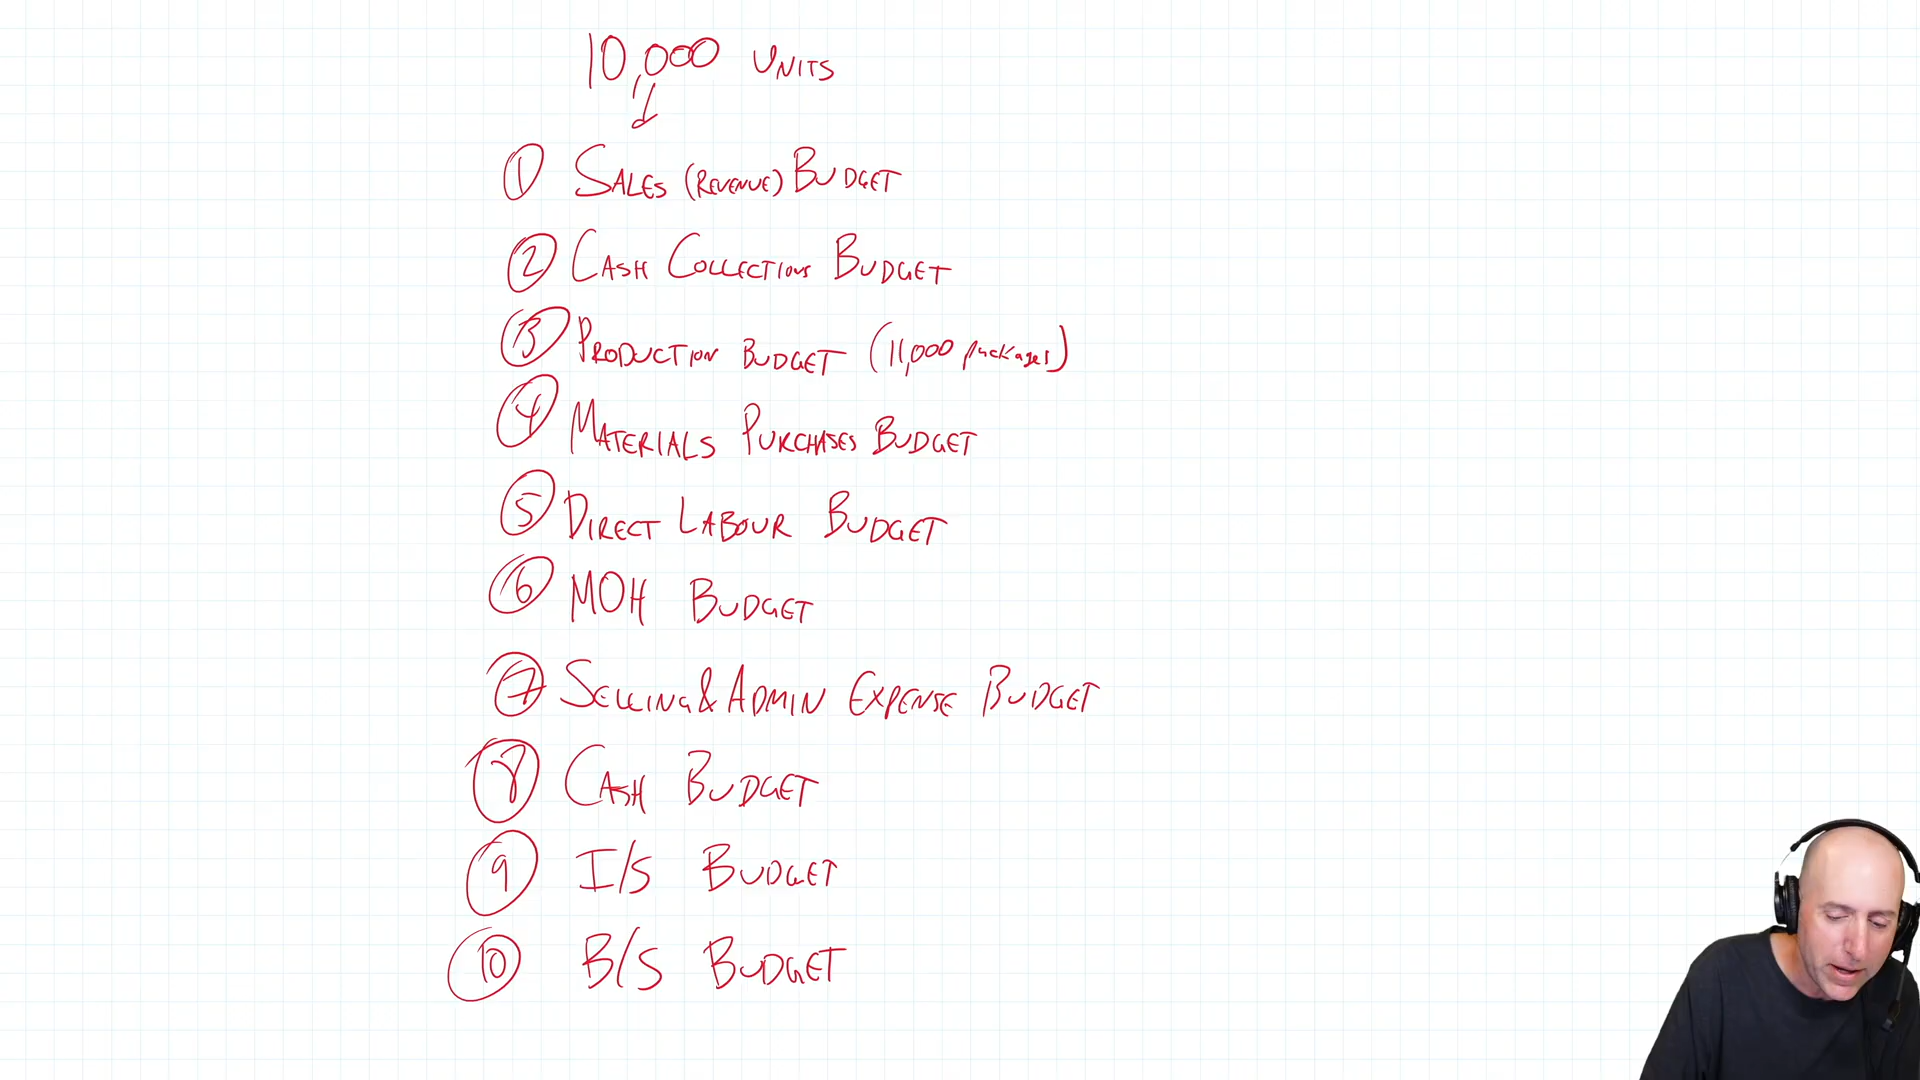 10,000 UNITS
1 SALES (REVENUE) BUDGET
2 CASH COLLECTIONS BUDGET
3 PRODUCTION BUDGET (11,000 packages)
4 MATERIALS PURCHASES BUDGET
5 DIRECT LABOUR BUDGET
6 MOH BUDGET
7 SELLING & ADMIN EXPENSE BUDGET
8 CASH BUDGET
9 I/S BUDGET
10 B/S BUDGET